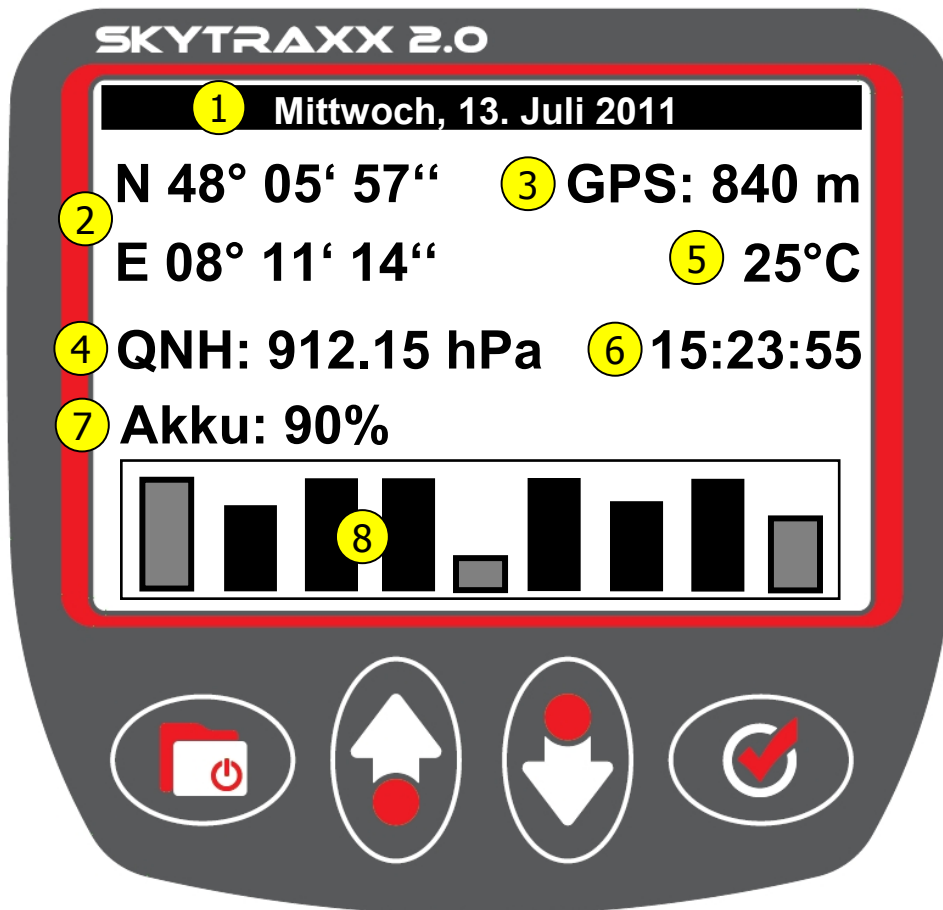 SKYTRAXX 2.0
1 Mittwoch, 13. Juli 2011
N 48° 05‘ 57‘‘ 3 GPS: 840 m
2
E 08° 11‘ 14‘‘ 5 25°C
4 QNH: 912.15 hPa 6 15:23:55
7 Akku: 90%
8